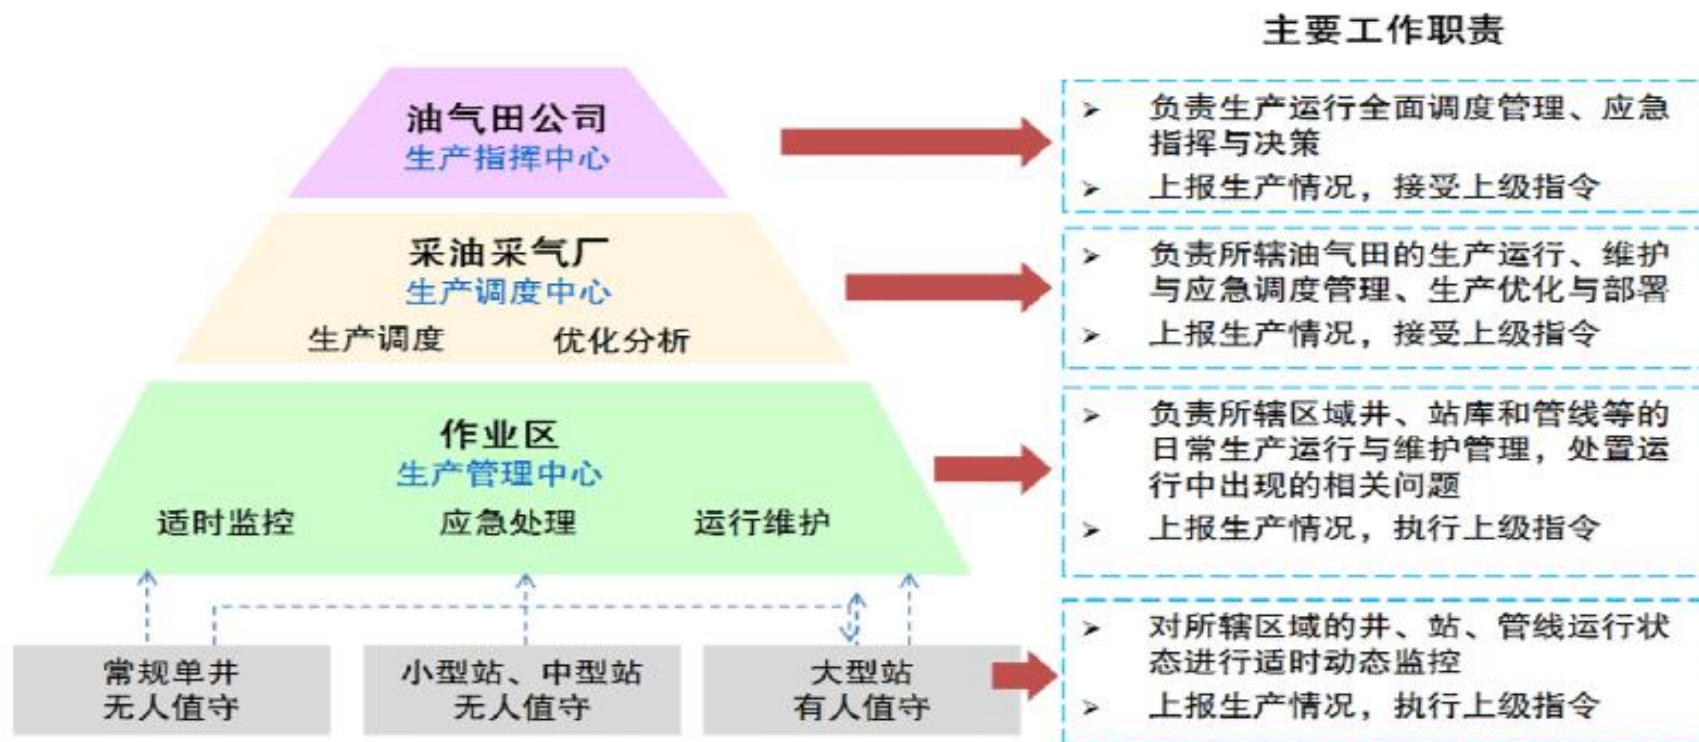 主要工作职责
油气田公司
生产指挥中心
➢ 负责生产运行全面调度管理、应急
指挥与决策
➢ 上报生产情况，接受上级指令
采油采气厂
生产调度中心
生产调度 优化分析
➢ 负责所辖油气田的生产运行、维护
与应急调度管理、生产优化与部署
➢ 上报生产情况，接受上级指令
作业区
生产管理中心
适时监控 应急处理 运行维护
➢ 负责所辖区域井、站库和管线等的
日常生产运行与维护管理，处置运
行中出现的相关问题
➢ 上报生产情况，执行上级指令
常规单井
无人值守
小型站、中型站
无人值守
大型站
有人值守
➢ 对所辖区域的井、站、管线运行状
态进行适时动态监控
➢ 上报生产情况，执行上级指令